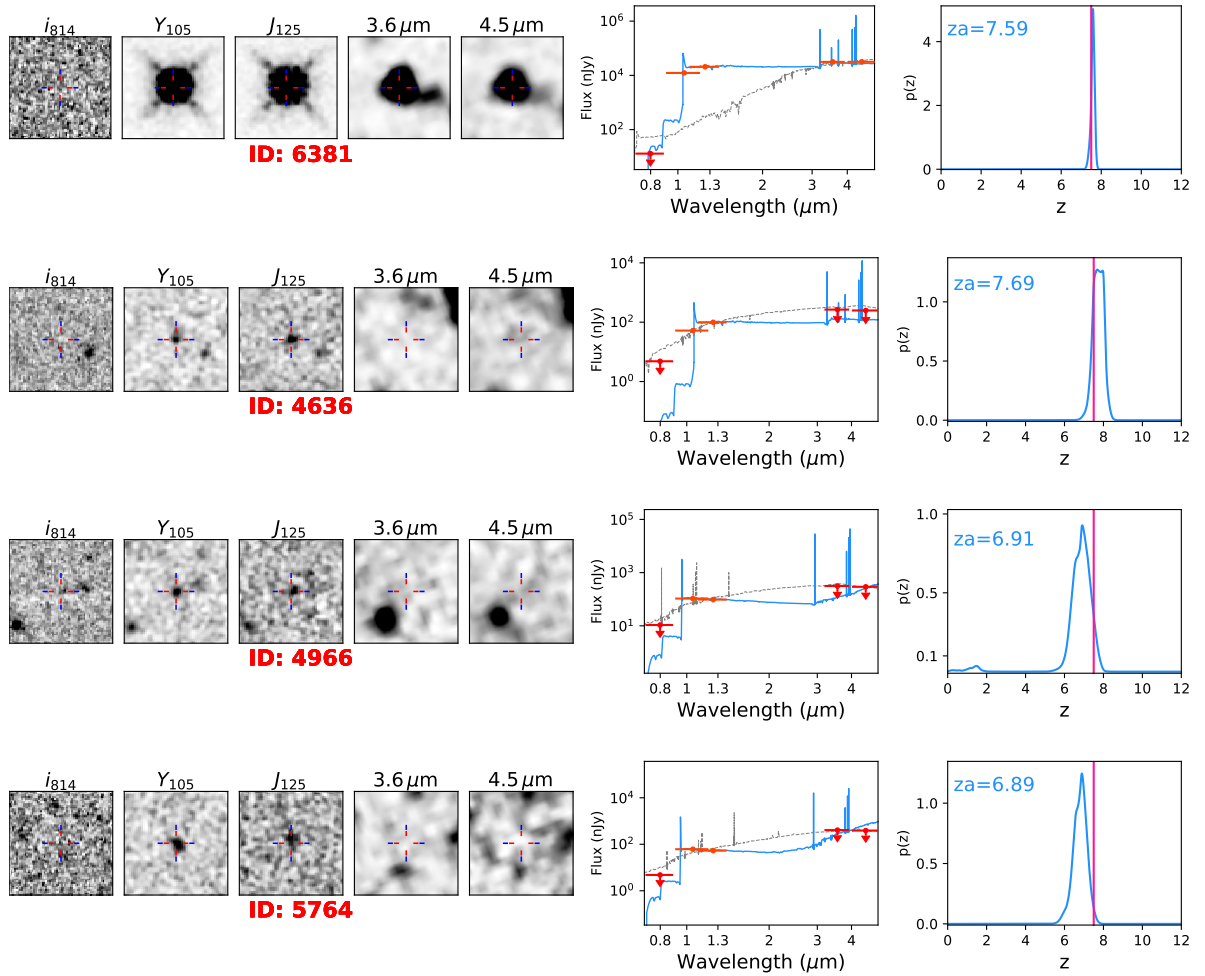 i814 Y105 J125 3.6 μm 4.5 μm
ID: 6381
10^6
10^4
10^2
Flux (nJy)
0.8 1 1.3 2 3 4
Wavelength (μm)
za=7.59
4
2
0
p(z)
0 2 4 6 8 10 12
z
i814 Y105 J125 3.6 μm 4.5 μm
ID: 4636
10^4
10^2
10^0
Flux (nJy)
0.8 1 1.3 2 3 4
Wavelength (μm)
za=7.69
1.0
0.5
0.0
p(z)
0 2 4 6 8 10 12
z
i814 Y105 J125 3.6 μm 4.5 μm
ID: 4966
10^5
10^3
10^1
Flux (nJy)
0.8 1 1.3 2 3 4
Wavelength (μm)
za=6.91
1.0
0.5
0.1
p(z)
0 2 4 6 8 10 12
z
i814 Y105 J125 3.6 μm 4.5 μm
ID: 5764
10^4
10^2
10^0
Flux (nJy)
0.8 1 1.3 2 3 4
Wavelength (μm)
za=6.89
1.0
0.5
0.0
p(z)
0 2 4 6 8 10 12
z